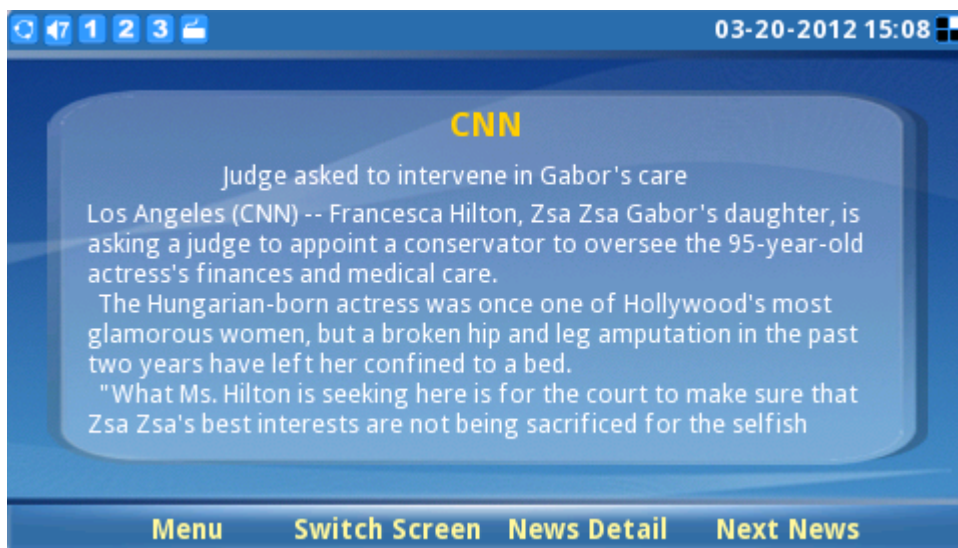 7 1 2 3 03-20-2012 15:08
CNN
Judge asked to intervene in Gabor's care
Los Angeles (CNN) -- Francesca Hilton, Zsa Zsa Gabor's daughter, is
asking a judge to appoint a conservator to oversee the 95-year-old
actress's finances and medical care.
The Hungarian-born actress was once one of Hollywood's most
glamorous women, but a broken hip and leg amputation in the past
two years have left her confined to a bed.
"What Ms. Hilton is seeking here is for the court to make sure that
Zsa Zsa's best interests are not being sacrificed for the selfish
Menu Switch Screen News Detail Next News